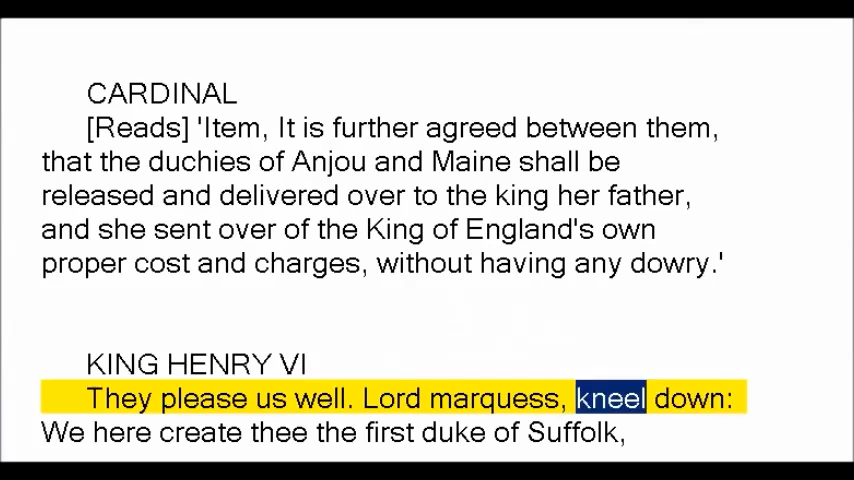 CARDINAL
[Reads] 'Item, It is further agreed between them,
that the duchies of Anjou and Maine shall be
released and delivered over to the king her father,
and she sent over of the King of England's own
proper cost and charges, without having any dowry.'
KING HENRY VI
They please us well. Lord marquess, kneel down:
We here create thee the first duke of Suffolk,